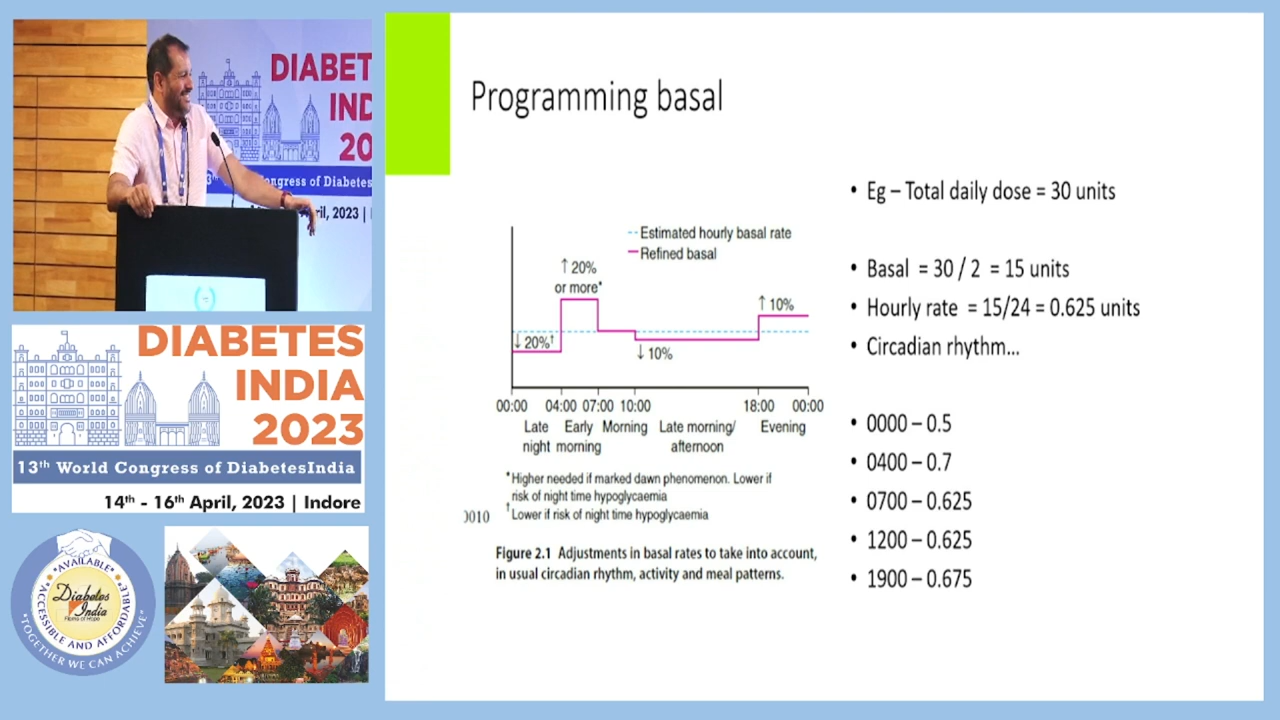 DIABET
IND
20
3th ongress of Diabetes
ril, 2023 |
DIABETES
INDIA
2023
13th World Congress of DiabetesIndia
14th - 16th April, 2023 | Indore
"AVAILABLE"
ACCESSIBLE AND AFFORDABLE
Diabetes
India
"TOGETHER WE CAN ACHIEVE"
Programming basal
Estimated hourly basal rate
Refined basal
↑ 20%
or more*
↓ 20%†
↓ 10%
↑ 10%
00:00 04:00 07:00 10:00 18:00 00:00
Late Early Morning Late morning/ Evening
night morning afternoon
*Higher needed if marked dawn phenomenon. Lower if
risk of night time hypoglycaemia
†Lower if risk of night time hypoglycaemia
0010
Figure 2.1 Adjustments in basal rates to take into account,
in usual circadian rhythm, activity and meal patterns.
• Eg – Total daily dose = 30 units
• Basal = 30 / 2 = 15 units
• Hourly rate = 15/24 = 0.625 units
• Circadian rhythm...
• 0000 – 0.5
• 0400 – 0.7
• 0700 – 0.625
• 1200 – 0.625
• 1900 – 0.675